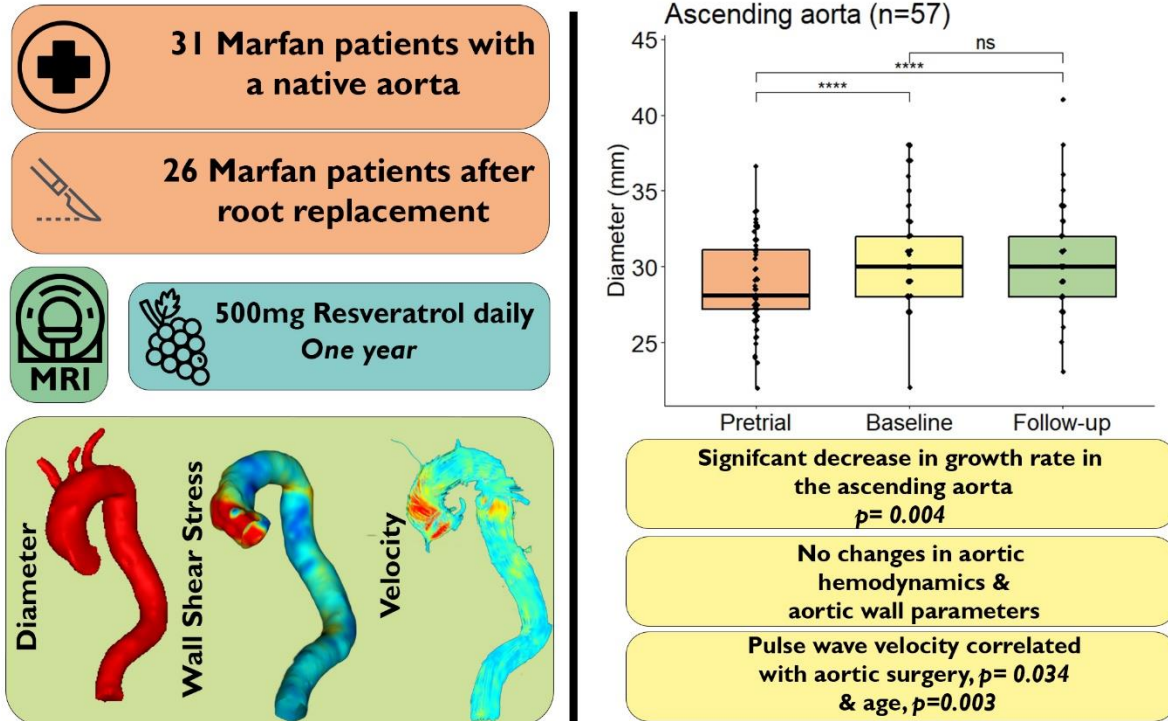 31 Marfan patients with
a native aorta
26 Marfan patients after
root replacement
MRI
500mg Resveratrol daily
One year
Diameter
Wall Shear Stress
Velocity
Ascending aorta (n=57)
ns
****
****
Diameter (mm)
45
40
35
30
25
Pretrial
Baseline
Follow-up
Signifcant decrease in growth rate in
the ascending aorta
p= 0.004
No changes in aortic
hemodynamics &
aortic wall parameters
Pulse wave velocity correlated
with aortic surgery, p= 0.034
& age, p=0.003